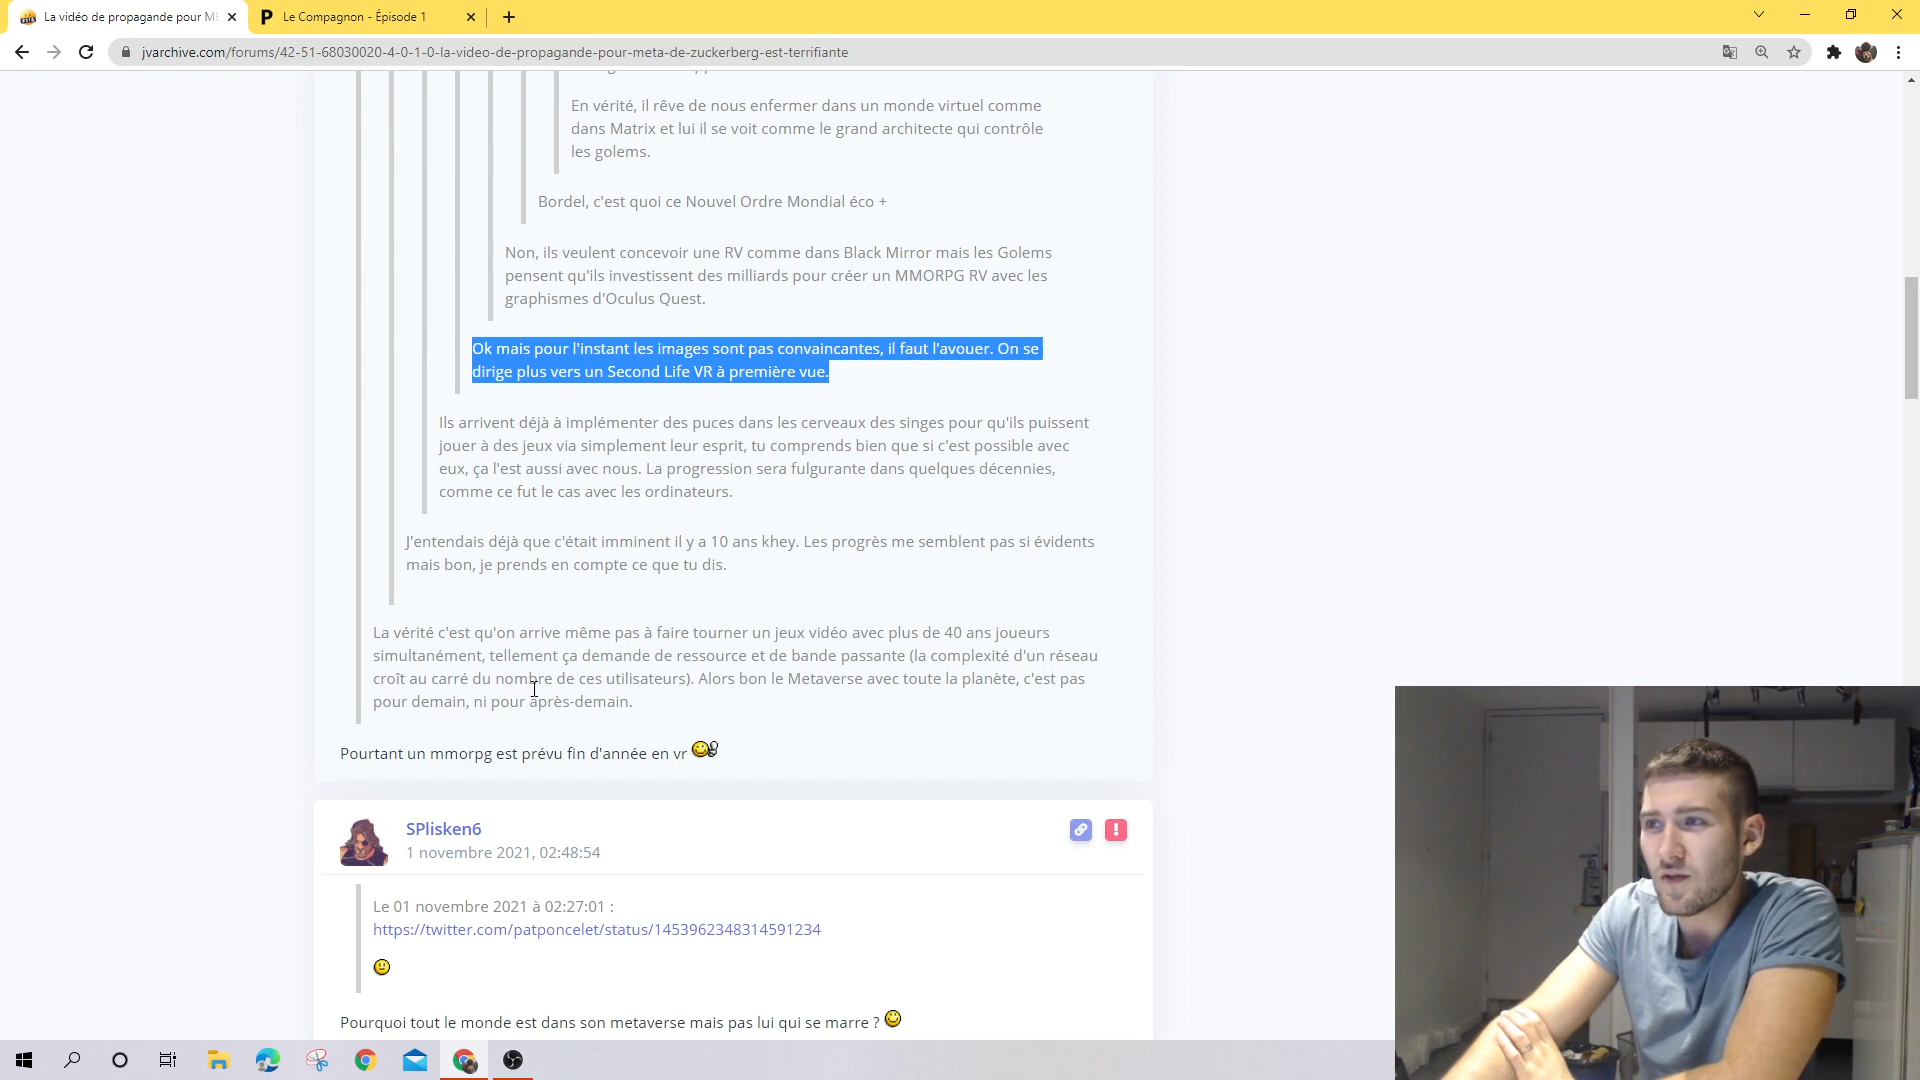 La vidéo de propagande pour ME
Le Compagnon - Épisode 1
jvarchive.com/forums/42-51-68030020-4-0-1-0-la-video-de-propagande-pour-meta-de-zuckerberg-est-terrifiante
En vérité, il rêve de nous enfermer dans un monde virtuel comme
dans Matrix et lui il se voit comme le grand architecte qui contrôle
les golems.
Bordel, c'est quoi ce Nouvel Ordre Mondial éco +
Non, ils veulent concevoir une RV comme dans Black Mirror mais les Golems
pensent qu'ils investissent des milliards pour créer un MMORPG RV avec les
graphismes d'Oculus Quest.
Ok mais pour l'instant les images sont pas convaincantes, il faut l'avouer. On se
dirige plus vers un Second Life VR à première vue.
Ils arrivent déjà à implémenter des puces dans les cerveaux des singes pour qu'ils puissent
jouer à des jeux via simplement leur esprit, tu comprends bien que si c'est possible avec
eux, ça l'est aussi avec nous. La progression sera fulgurante dans quelques décennies,
comme ce fut le cas avec les ordinateurs.
J'entendais déjà que c'était imminent il y a 10 ans khey. Les progrès me semblent pas si évidents
mais bon, je prends en compte ce que tu dis.
La vérité c'est qu'on arrive même pas à faire tourner un jeux vidéo avec plus de 40 ans joueurs
simultanément, tellement ça demande de ressource et de bande passante (la complexité d'un réseau
croît au carré du nombre de ces utilisateurs). Alors bon le Metaverse avec toute la planète, c'est pas
pour demain, ni pour après-demain.
Pourtant un mmorpg est prévu fin d'année en vr
SPlisken6
1 novembre 2021, 02:48:54
Le 01 novembre 2021 à 02:27:01 :
https://twitter.com/patponcelet/status/1453962348314591234
Pourquoi tout le monde est dans son metaverse mais pas lui qui se marre ?